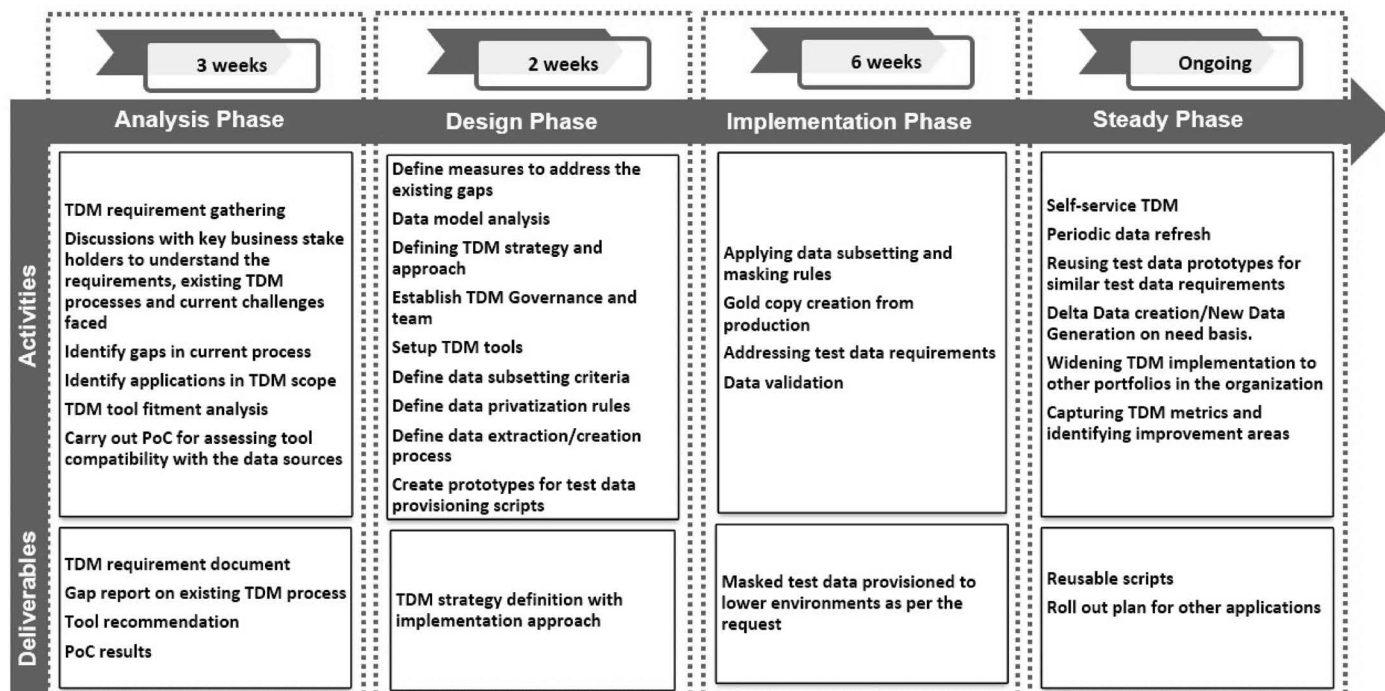 3 weeks
2 weeks
6 weeks
Ongoing
Analysis Phase
Design Phase
Implementation Phase
Steady Phase
Activities
TDM requirement gathering
Discussions with key business stake
holders to understand the
requirements, existing TDM
processes and current challenges
faced
Identify gaps in current process
Identify applications in TDM scope
TDM tool fitment analysis
Carry out PoC for assessing tool
compatibility with the data sources
Define measures to address the
existing gaps
Data model analysis
Defining TDM strategy and
approach
Establish TDM Governance and
team
Setup TDM tools
Define data subsetting criteria
Define data privatization rules
Define data extraction/creation
process
Create prototypes for test data
provisioning scripts
Applying data subsetting and
masking rules
Gold copy creation from
production
Addressing test data requirements
Data validation
Self-service TDM
Periodic data refresh
Reusing test data prototypes for
similar test data requirements
Delta Data creation/New Data
Generation on need basis.
Widening TDM implementation to
other portfolios in the organization
Capturing TDM metrics and
identifying improvement areas
Deliverables
TDM requirement document
Gap report on existing TDM process
Tool recommendation
PoC results
TDM strategy definition with
implementation approach
Masked test data provisioned to
lower environments as per the
request
Reusable scripts
Roll out plan for other applications